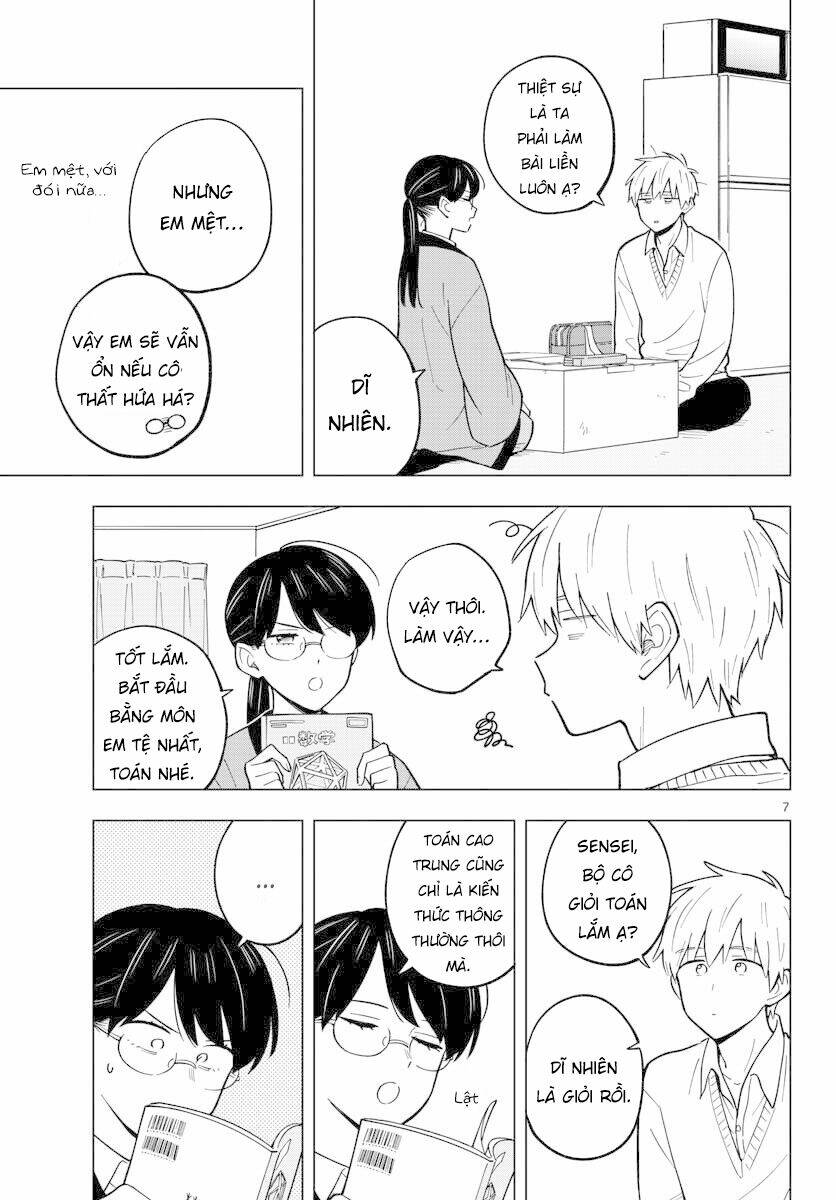 THIỆT SỰ
LÀ TA
PHẢI LÀM
BÀI LIỀN
LUÔN Ạ?
DĨ
NHIÊN.
NHƯNG
EM MỆT...
Em mệt, với
đói nữa...
VẬY EM SẼ VẪN
ỔN NẾU CÔ
THẤT HỨA HÁ?
VẬY THÔI.
LÀM VẬY...
TỐT LẮM.
BẮT ĐẦU
BẰNG MÔN
EM TỆ NHẤT,
TOÁN NHÉ.
数学
7
SENSEI,
BỘ CÔ
GIỎI TOÁN
LẮM Ạ?
DĨ NHIÊN
LÀ GIỎI RỒI.
TOÁN CAO
TRUNG CŨNG
CHỈ LÀ KIẾN
THỨC THÔNG
THƯỜNG THÔI
MÀ.
Lật
...